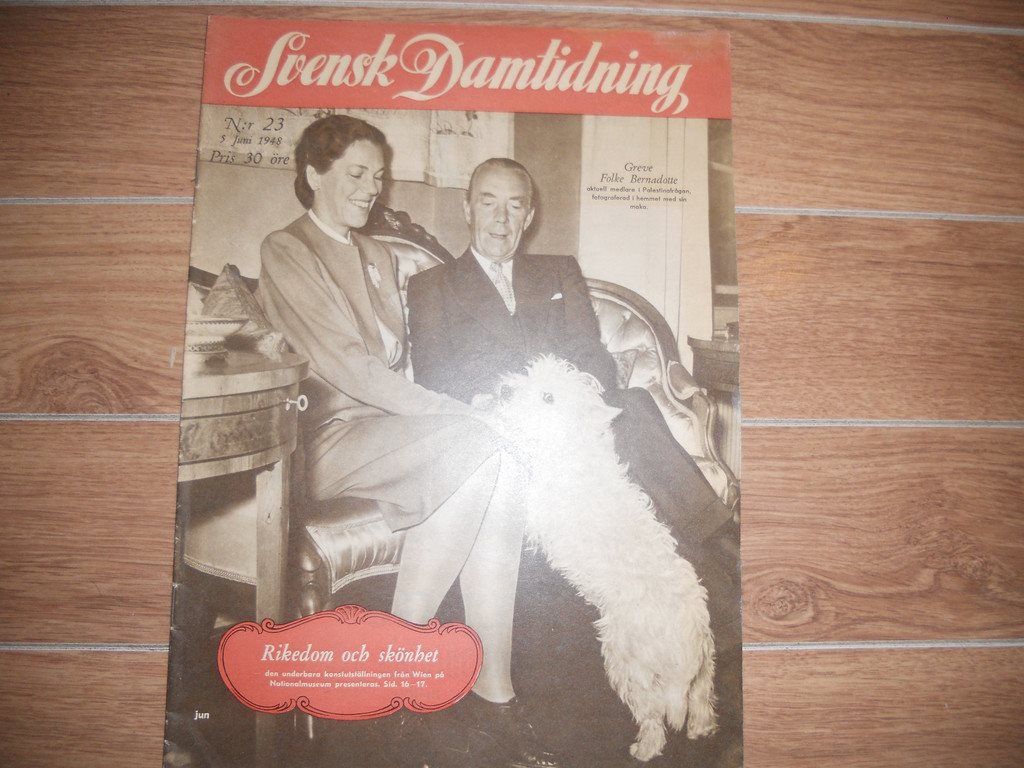 Svensk Damtidning
N:r 23
5 juni 1948
Pris 30 öre
Greve
Folke Bernadotte
aktuell medlare i Palestinafrågan,
fotograferad i hemmet med sin
maka.
Rikedom och skönhet
den underbara konstutställningen från Wien på
Nationalmuseum presenteras. Sid. 16—17.
jun